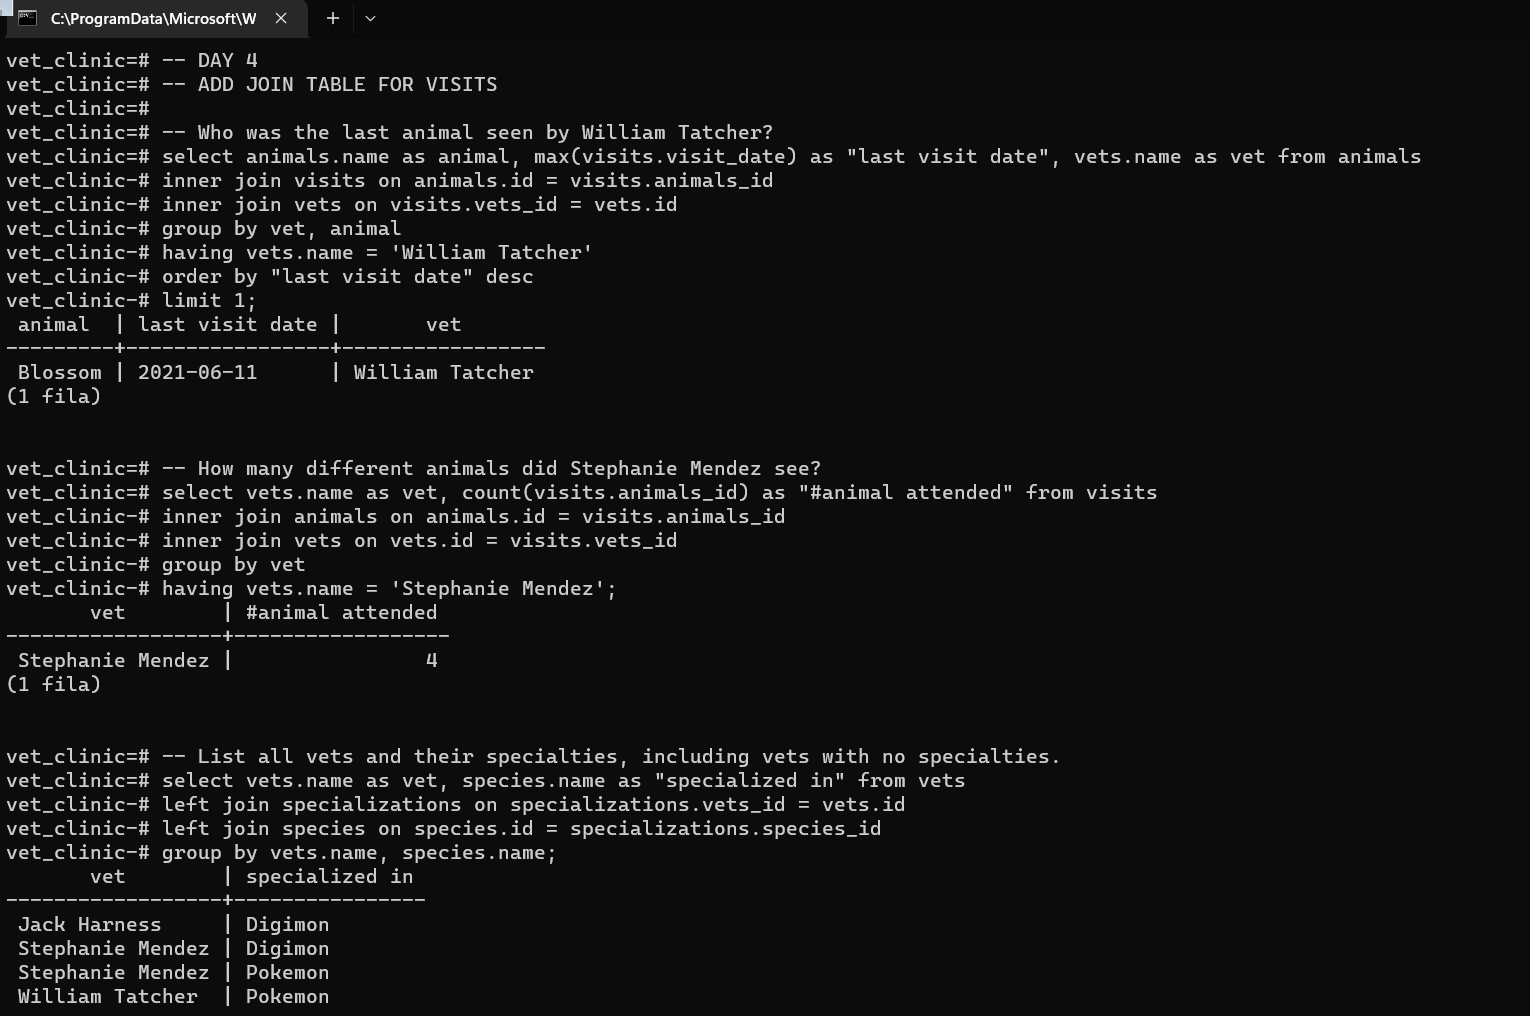 C:\ProgramData\Microsoft\W
vet_clinic=# -- DAY 4
vet_clinic=# -- ADD JOIN TABLE FOR VISITS
vet_clinic=#
vet_clinic=# -- Who was the last animal seen by William Tatcher?
vet_clinic=# select animals.name as animal, max(visits.visit_date) as "last visit date", vets.name as vet from animals
vet_clinic-# inner join visits on animals.id = visits.animals_id
vet_clinic-# inner join vets on visits.vets_id = vets.id
vet_clinic-# group by vet, animal
vet_clinic-# having vets.name = 'William Tatcher'
vet_clinic-# order by "last visit date" desc
vet_clinic-# limit 1;
 animal  | last visit date |       vet
---------+-----------------+-----------------
 Blossom | 2021-06-11      | William Tatcher
(1 fila)
vet_clinic=# -- How many different animals did Stephanie Mendez see?
vet_clinic=# select vets.name as vet, count(visits.animals_id) as "#animal attended" from visits
vet_clinic-# inner join animals on animals.id = visits.animals_id
vet_clinic-# inner join vets on vets.id = visits.vets_id
vet_clinic-# group by vet
vet_clinic-# having vets.name = 'Stephanie Mendez';
       vet        | #animal attended
------------------+------------------
 Stephanie Mendez |                4
(1 fila)
vet_clinic=# -- List all vets and their specialties, including vets with no specialties.
vet_clinic=# select vets.name as vet, species.name as "specialized in" from vets
vet_clinic-# left join specializations on specializations.vets_id = vets.id
vet_clinic-# left join species on species.id = specializations.species_id
vet_clinic-# group by vets.name, species.name;
       vet        | specialized in
------------------+----------------
 Jack Harness     | Digimon
 Stephanie Mendez | Digimon
 Stephanie Mendez | Pokemon
 William Tatcher  | Pokemon